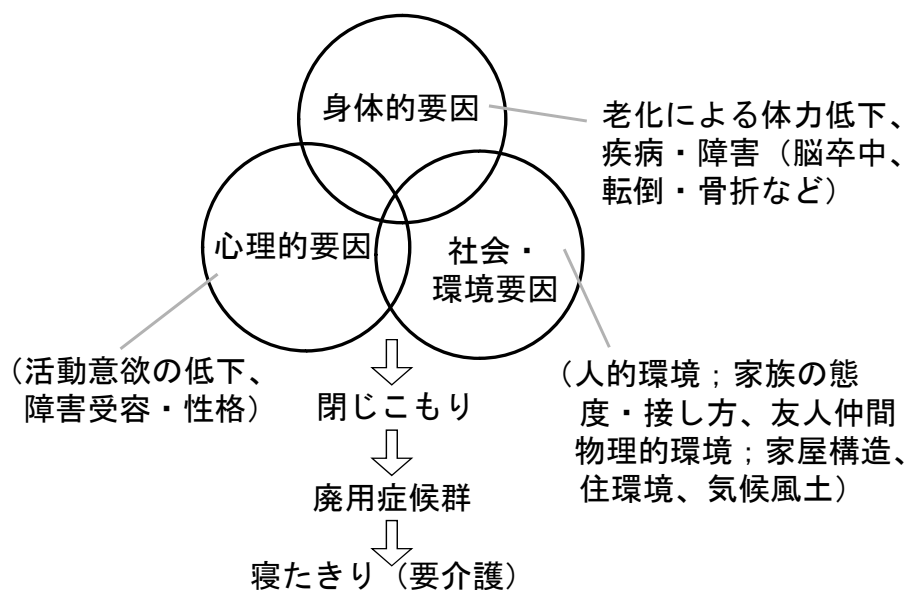 身体的要因
老化による体力低下、
疾病・障害（脳卒中、
転倒・骨折など）
心理的要因
社会・
環境要因
（活動意欲の低下、
障害受容・性格）
（人的環境；家族の態
度・接し方、友人仲間
物理的環境；家屋構造、
住環境、気候風土）
閉じこもり
廃用症候群
寝たきり（要介護）